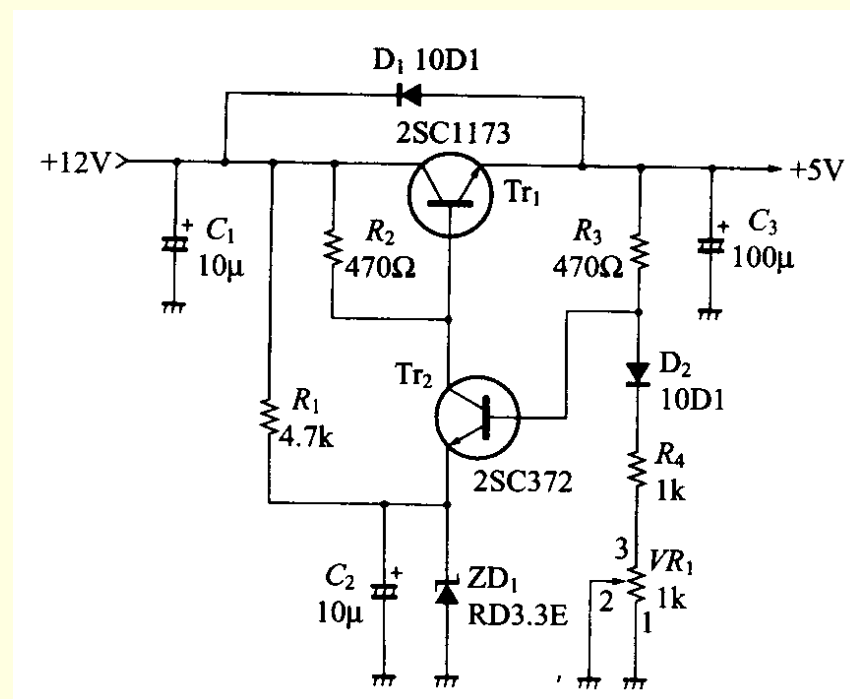 D1 10D1
2SC1173
+12V
+5V
Tr1
C1
10μ
R2
470Ω
R3
470Ω
C3
100μ
Tr2
D2
10D1
R1
4.7k
2SC372
R4
1k
C2
10μ
ZD1
RD3.3E
3
VR1
1k
2
1